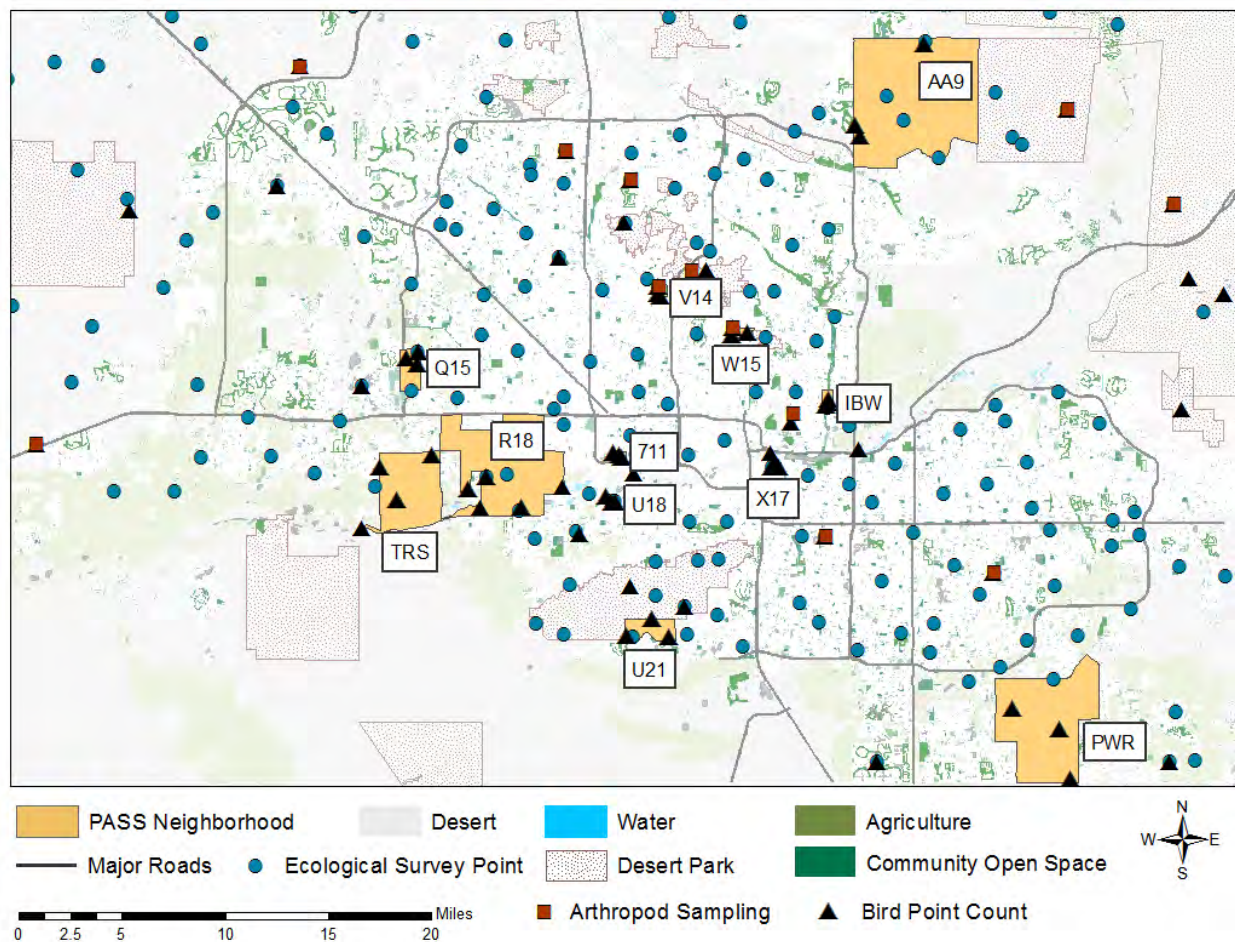 AA9
V14
W15
Q15
IBW
R18
711
X17
U18
TRS
U21
PWR
PASS Neighborhood
Desert
Water
Agriculture
N
W E
S
Major Roads
Ecological Survey Point
Desert Park
Community Open Space
Miles
Arthropod Sampling
Bird Point Count
0 2.5 5 10 15 20